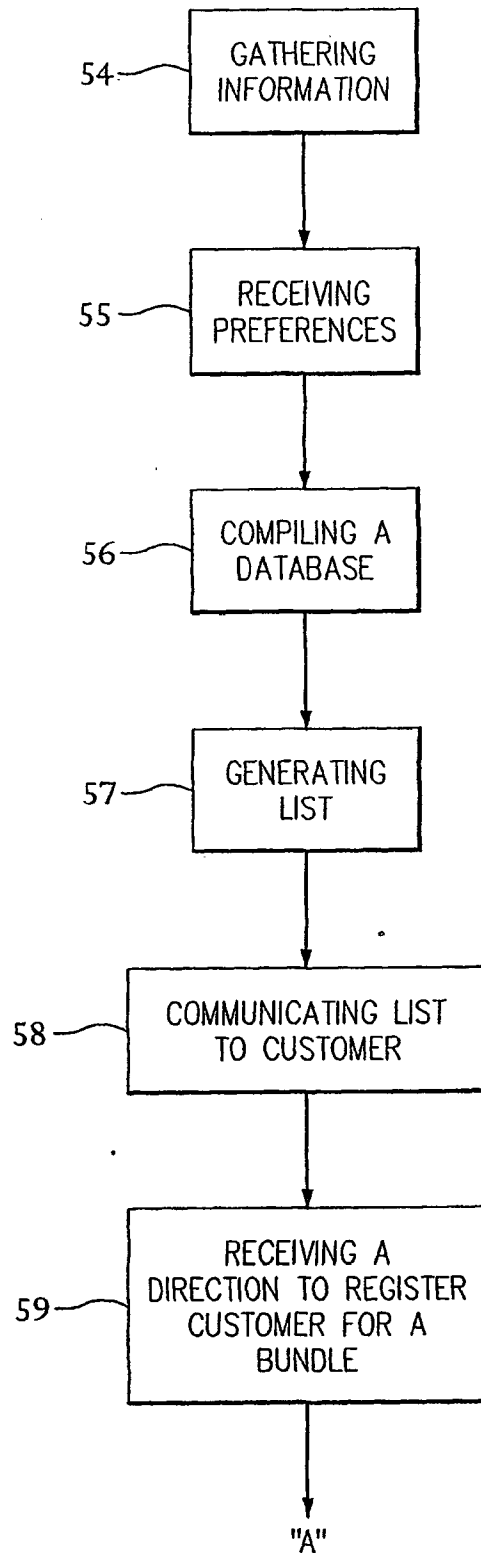 54
GATHERING
INFORMATION
55
RECEIVING
PREFERENCES
56
COMPILING A
DATABASE
57
GENERATING
LIST
58
COMMUNICATING LIST
TO CUSTOMER
59
RECEIVING A
DIRECTION TO REGISTER
CUSTOMER FOR A
BUNDLE
"A"